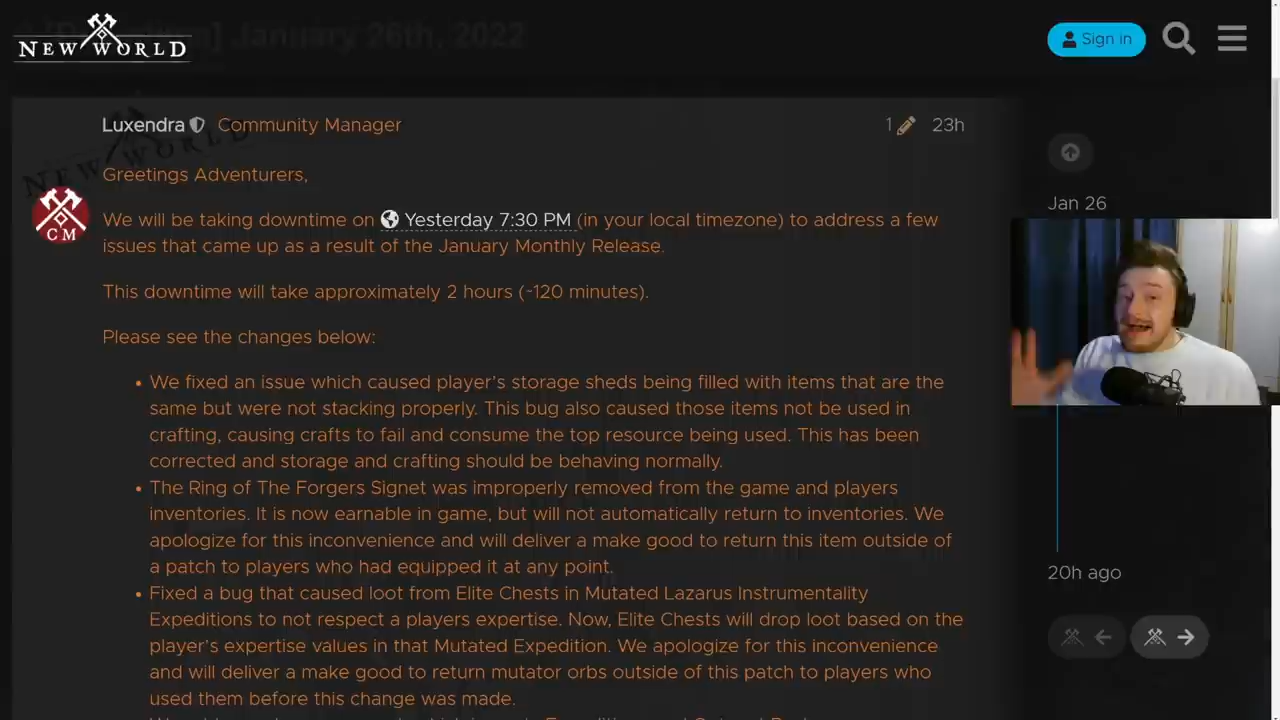 [Downtime] January 26th, 2022
NEW WORLD
Sign in
NEW WORLD
Luxendra Community Manager
1 23h
Greetings Adventurers,
CM
We will be taking downtime on Yesterday 7:30 PM (in your local timezone) to address a few
issues that came up as a result of the January Monthly Release.
This downtime will take approximately 2 hours (~120 minutes).
Please see the changes below:
• We fixed an issue which caused player's storage sheds being filled with items that are the
same but were not stacking properly. This bug also caused those items not be used in
crafting, causing crafts to fail and consume the top resource being used. This has been
corrected and storage and crafting should be behaving normally.
• The Ring of The Forgers Signet was improperly removed from the game and players
inventories. It is now earnable in game, but will not automatically return to inventories. We
apologize for this inconvenience and will deliver a make good to return this item outside of
a patch to players who had equipped it at any point.
• Fixed a bug that caused loot from Elite Chests in Mutated Lazarus Instrumentality
Expeditions to not respect a players expertise. Now, Elite Chests will drop loot based on the
player's expertise values in that Mutated Expedition. We apologize for this inconvenience
and will deliver a make good to return mutator orbs outside of this patch to players who
used them before this change was made.
Jan 26
20h ago